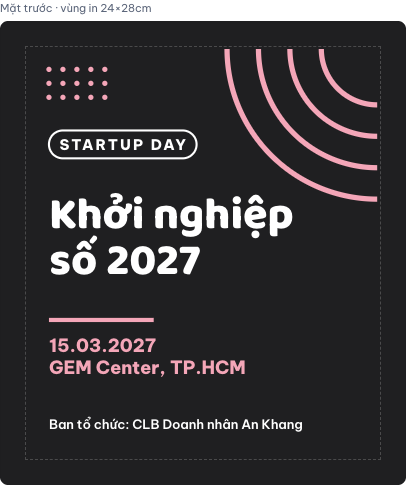 Mặt trước · vùng in 24×28cm
STARTUP DAY
Khởi nghiệp
số 2027
15.03.2027
GEM Center, TP.HCM
Ban tổ chức: CLB Doanh nhân An Khang